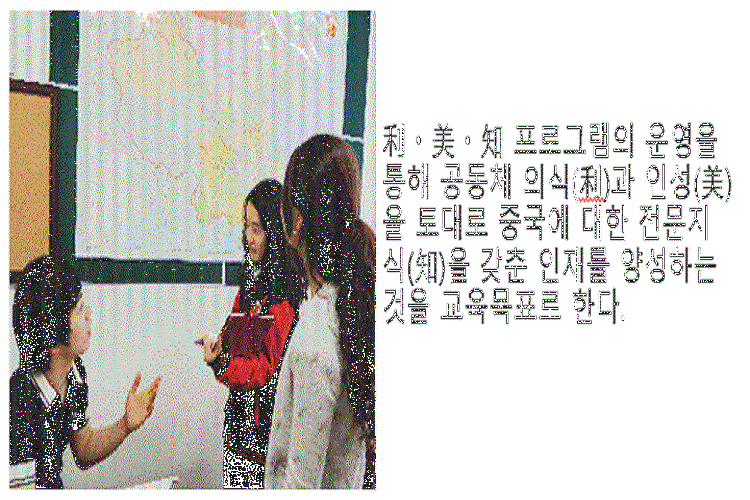 利·美·知 프로그램의 운영을
통해 공동체 의식(和)과 인성(美)
을 토대로 중국에 대한 전문지
식(知)을 갖춘 인재를 양성하는
것을 교육목표로 한다.